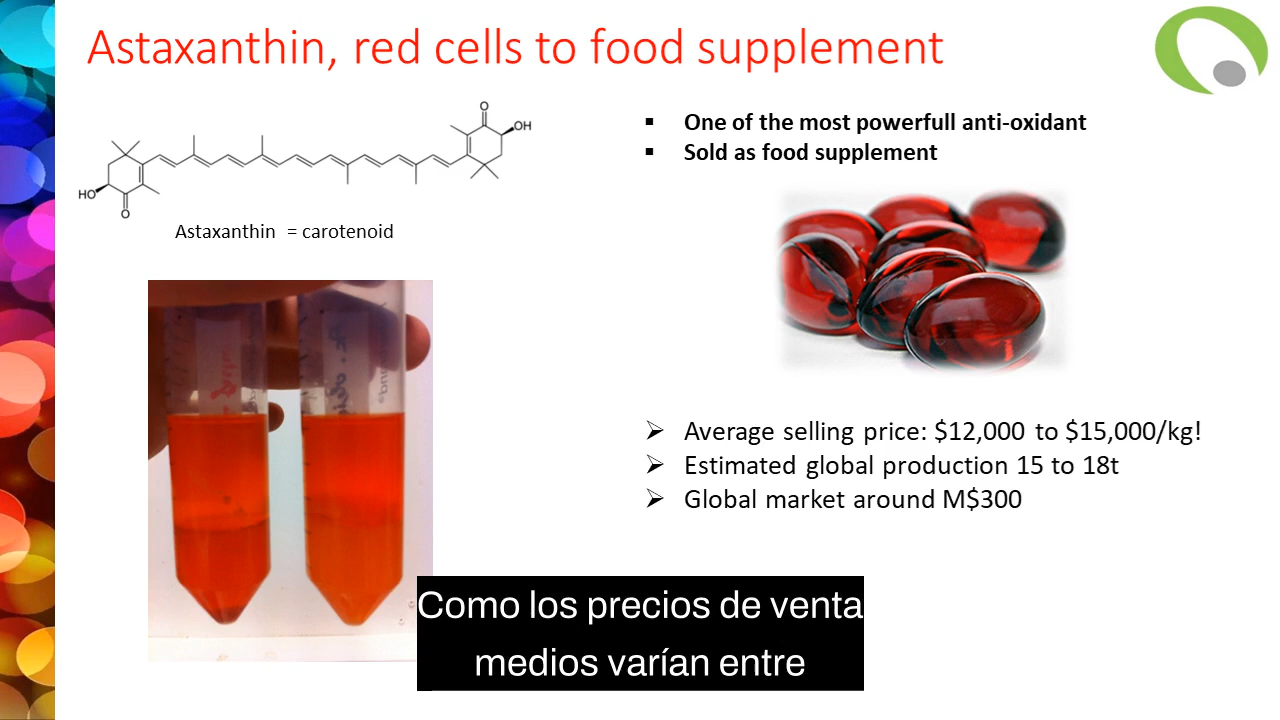 Astaxanthin, red cells to food supplement
O
OH
HO
O
Astaxanthin = carotenoid
▪ One of the most powerfull anti-oxidant
▪ Sold as food supplement
➢ Average selling price: $12,000 to $15,000/kg!
➢ Estimated global production 15 to 18t
➢ Global market around M$300
Como los precios de venta
medios varían entre